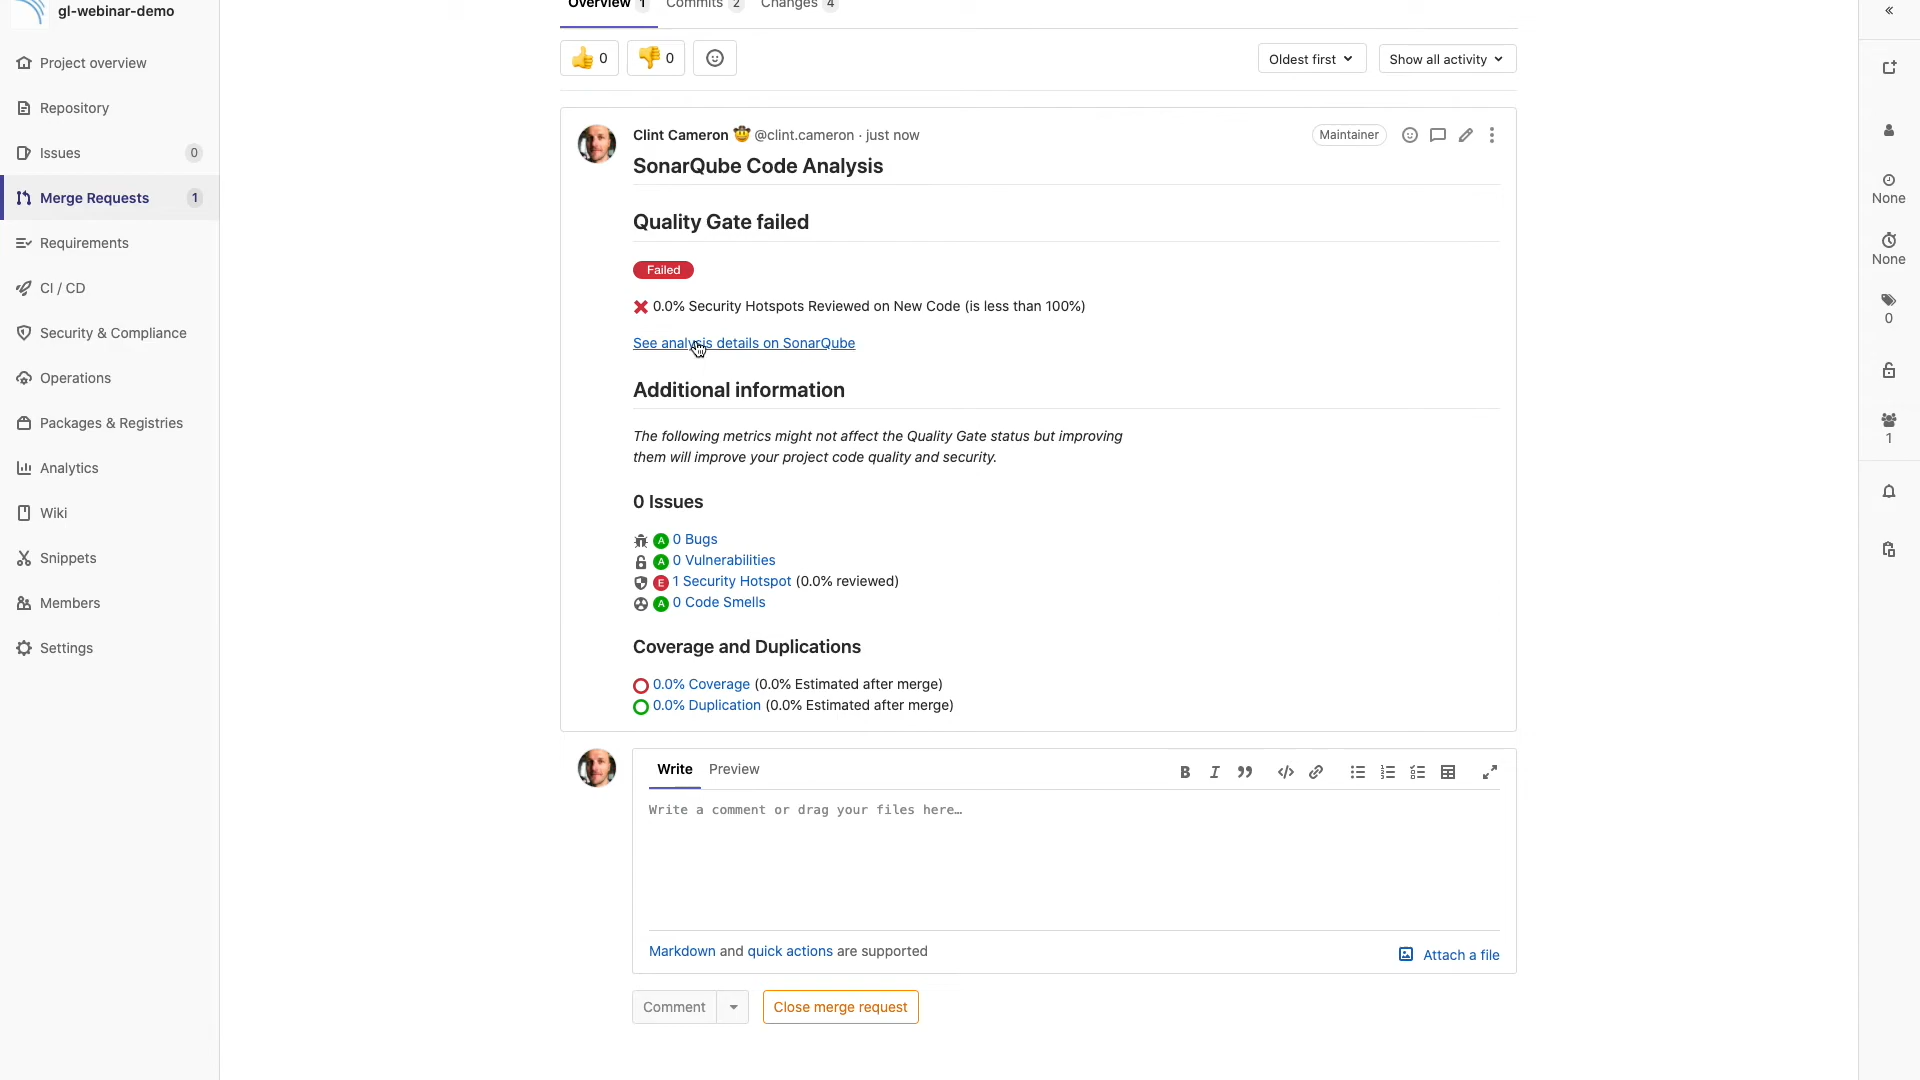 gl-webinar-demo
Project overview
Repository
Issues 0
Merge Requests 1
Requirements
CI / CD
Security & Compliance
Operations
Packages & Registries
Analytics
Wiki
Snippets
Members
Settings
Overview 1 Commits 2 Changes 4
0 0 Oldest first Show all activity
Clint Cameron @clint.cameron · just now Maintainer
SonarQube Code Analysis
Quality Gate failed
Failed
0.0% Security Hotspots Reviewed on New Code (is less than 100%)
See analysis details on SonarQube
Additional information
The following metrics might not affect the Quality Gate status but improving
them will improve your project code quality and security.
0 Issues
A 0 Bugs
A 0 Vulnerabilities
E 1 Security Hotspot (0.0% reviewed)
A 0 Code Smells
Coverage and Duplications
0.0% Coverage (0.0% Estimated after merge)
0.0% Duplication (0.0% Estimated after merge)
Write Preview
Write a comment or drag your files here…
Markdown and quick actions are supported Attach a file
Comment Close merge request
None
None
0
1